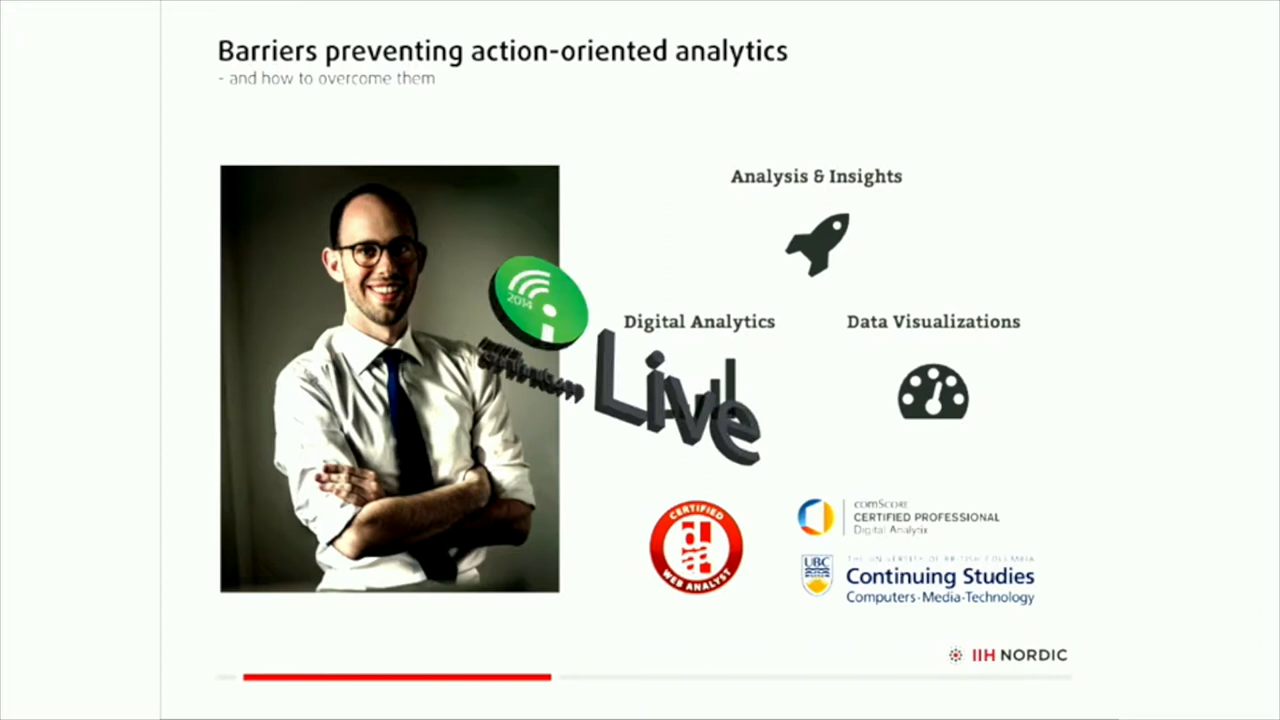 Barriers preventing action-oriented analytics
- and how to overcome them
Analysis & Insights
Digital Analytics
Data Visualizations
2014
i
Live
CERTIFIED
daa
WEB ANALYST
comScore
CERTIFIED PROFESSIONAL
Digital Analytix
UBC
THE UNIVERSITY OF BRITISH COLUMBIA
Continuing Studies
Computers·Media·Technology
IIH NORDIC